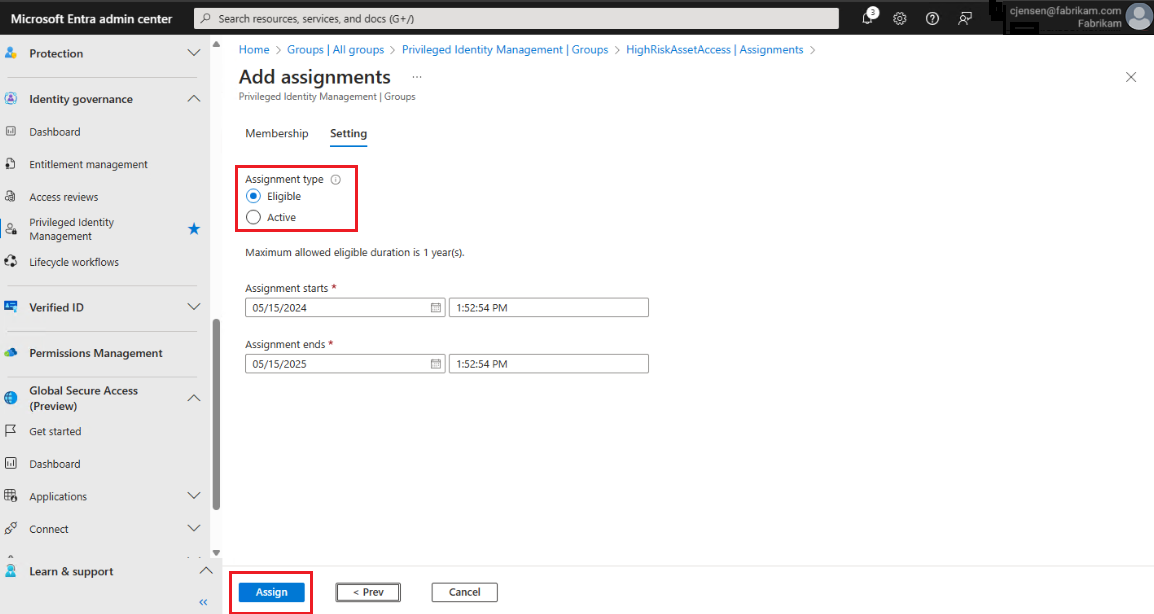 Microsoft Entra admin center
Search resources, services, and docs (G+/)
3
cjensen@fabrikam.com
Fabrikam
Protection
Identity governance
Dashboard
Entitlement management
Access reviews
Privileged Identity
Management
Lifecycle workflows
Verified ID
Permissions Management
Global Secure Access
(Preview)
Get started
Dashboard
Applications
Connect
Learn & support
«
Home > Groups | All groups > Privileged Identity Management | Groups > HighRiskAssetAccess | Assignments >
Add assignments ...
Privileged Identity Management | Groups
Membership Setting
Assignment type
Eligible
Active
Maximum allowed eligible duration is 1 year(s).
Assignment starts *
05/15/2024 1:52:54 PM
Assignment ends *
05/15/2025 1:52:54 PM
Assign < Prev Cancel